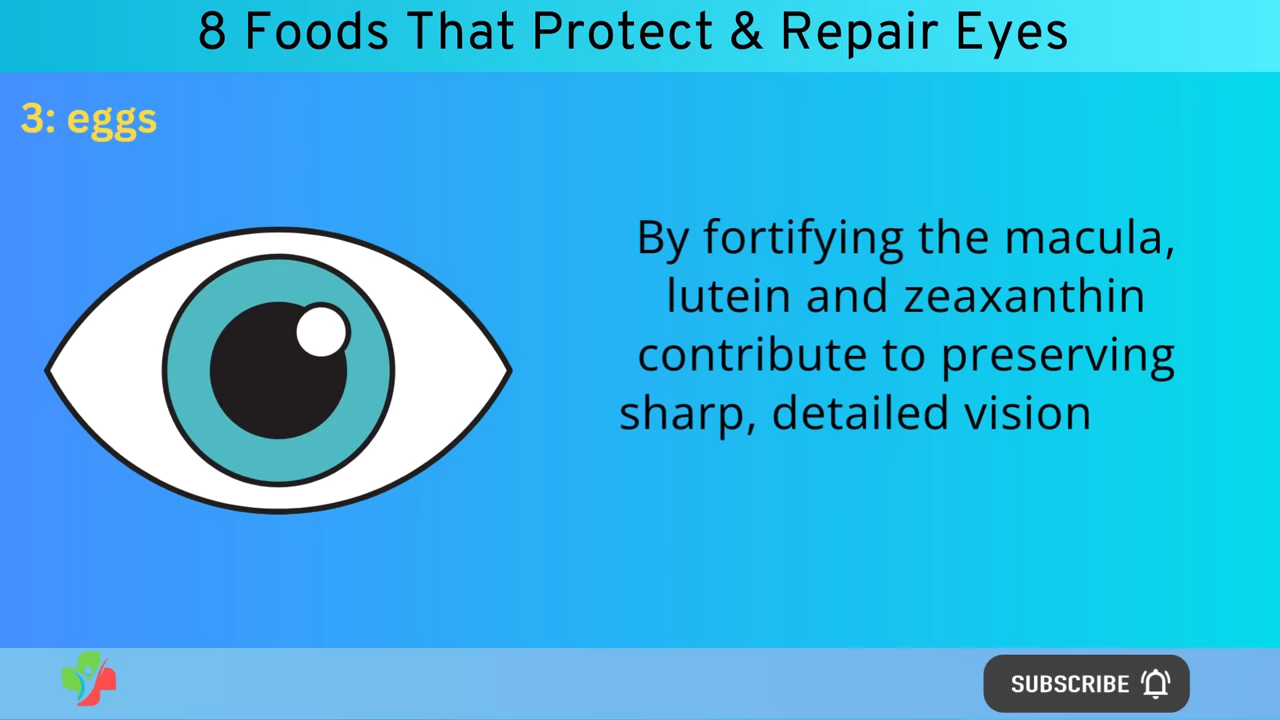 8 Foods That Protect & Repair Eyes
3: eggs
By fortifying the macula,
lutein and zeaxanthin
contribute to preserving
sharp, detailed vision
SUBSCRIBE